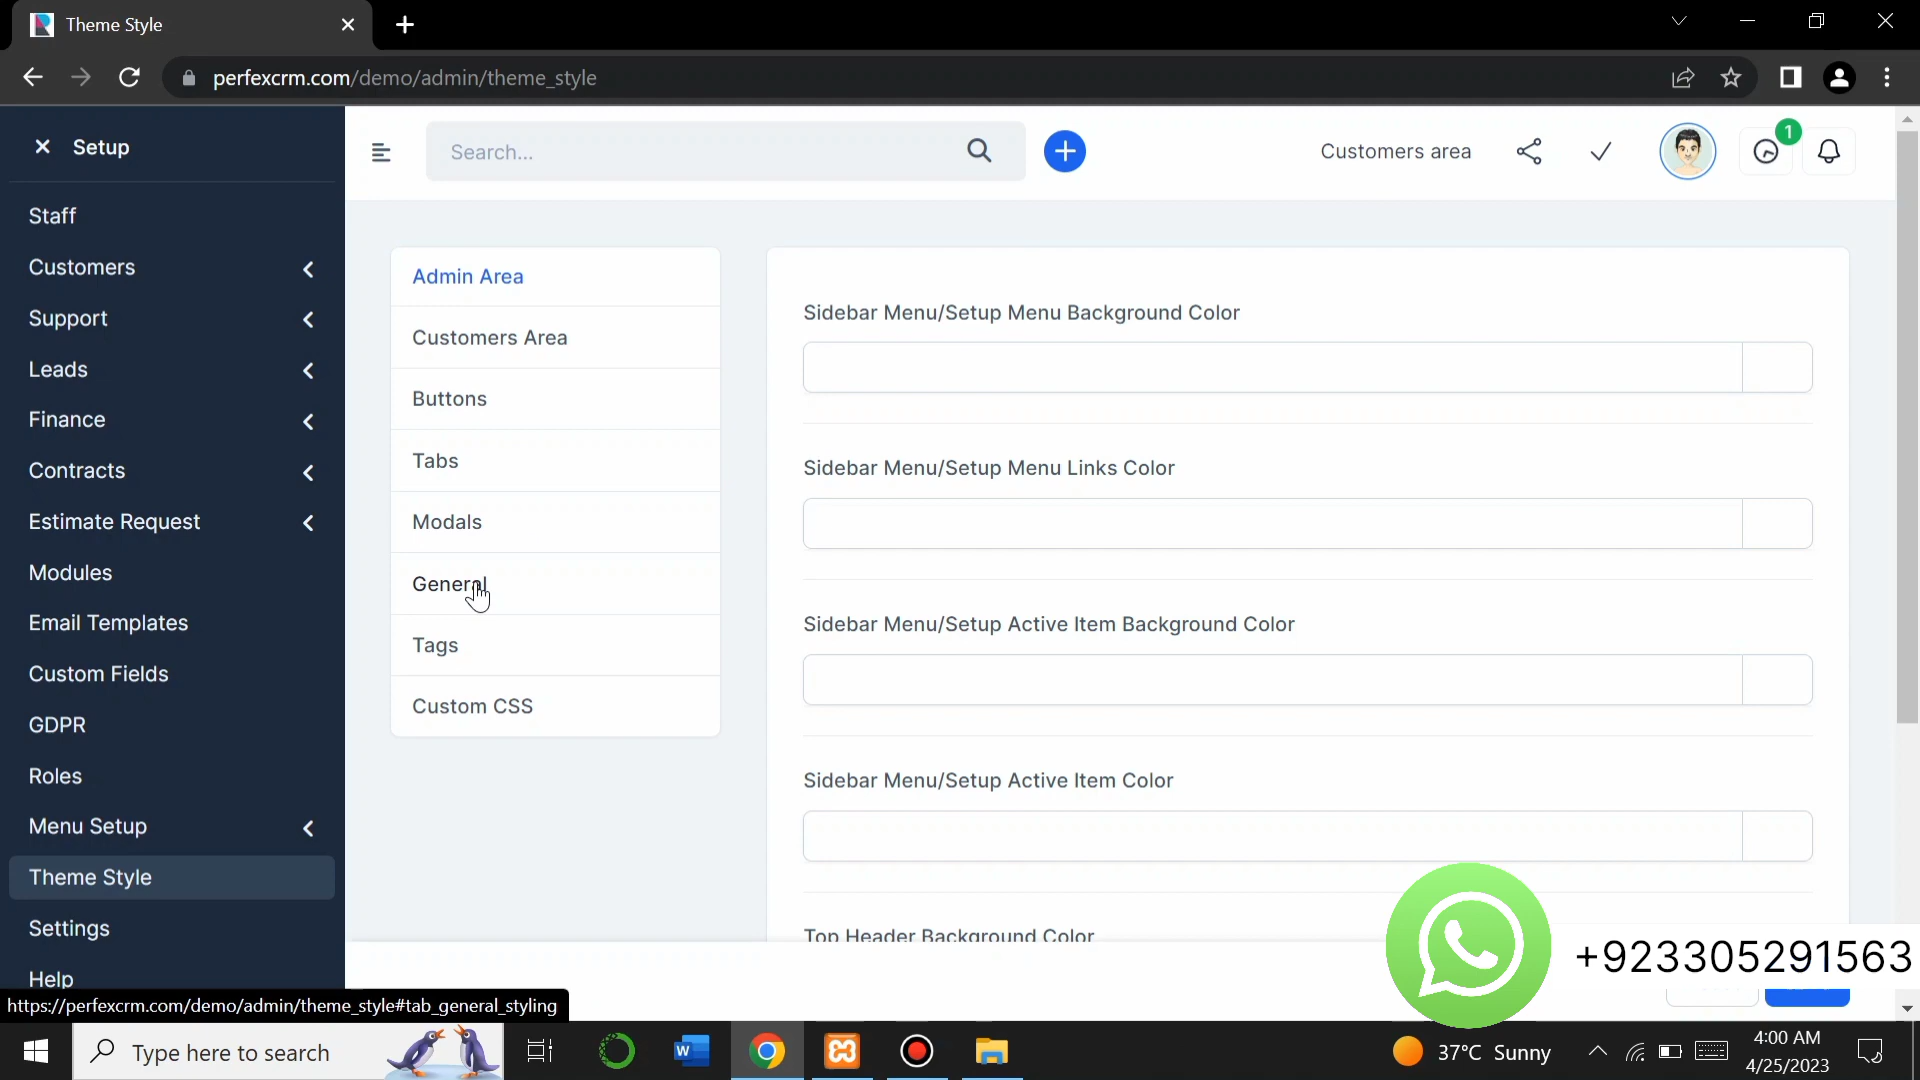 Theme Style
perfexcrm.com/demo/admin/theme_style
Setup
Search...
Customers area
1
Staff
Customers
Support
Leads
Finance
Contracts
Estimate Request
Modules
Email Templates
Custom Fields
GDPR
Roles
Menu Setup
Theme Style
Settings
Help
Admin Area
Customers Area
Buttons
Tabs
Modals
General
Tags
Custom CSS
Sidebar Menu/Setup Menu Background Color
Sidebar Menu/Setup Menu Links Color
Sidebar Menu/Setup Active Item Background Color
Sidebar Menu/Setup Active Item Color
Top Header Background Color
+923305291563
https://perfexcrm.com/demo/admin/theme_style#tab_general_styling
Type here to search
37°C Sunny
4:00 AM
4/25/2023